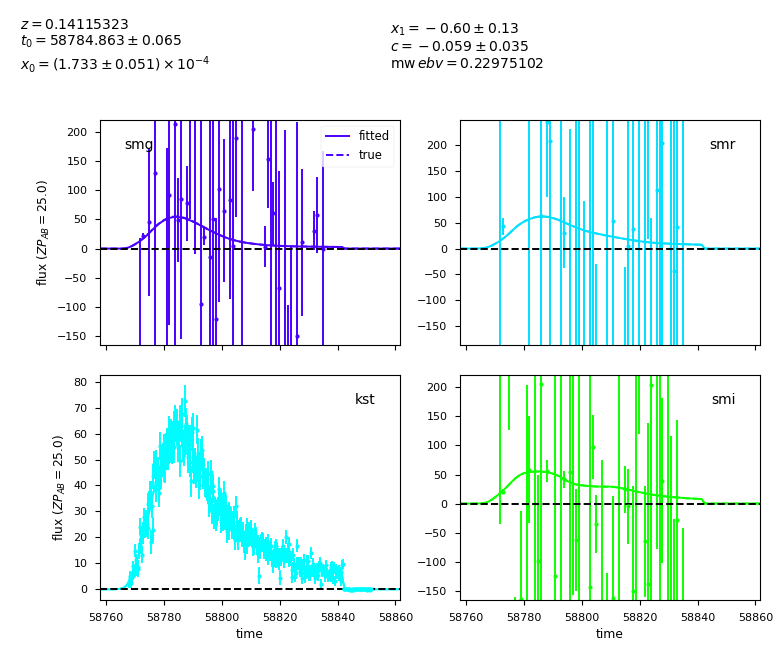 z = 0.14115323
t₀ = 58784.863 ± 0.065
x₀ = (1.733 ± 0.051) × 10⁻⁴
x₁ = −0.60 ± 0.13
c = −0.059 ± 0.035
mw ebv = 0.22975102
smg
fitted
true
200
150
100
50
0
−50
−100
−150
flux (ZP_AB = 25.0)
smr
200
150
100
50
0
−50
−100
−150
kst
80
70
60
50
40
30
20
10
0
flux (ZP_AB = 25.0)
58760 58780 58800 58820 58840 58860
time
smi
200
150
100
50
0
−50
−100
−150
58760 58780 58800 58820 58840 58860
time